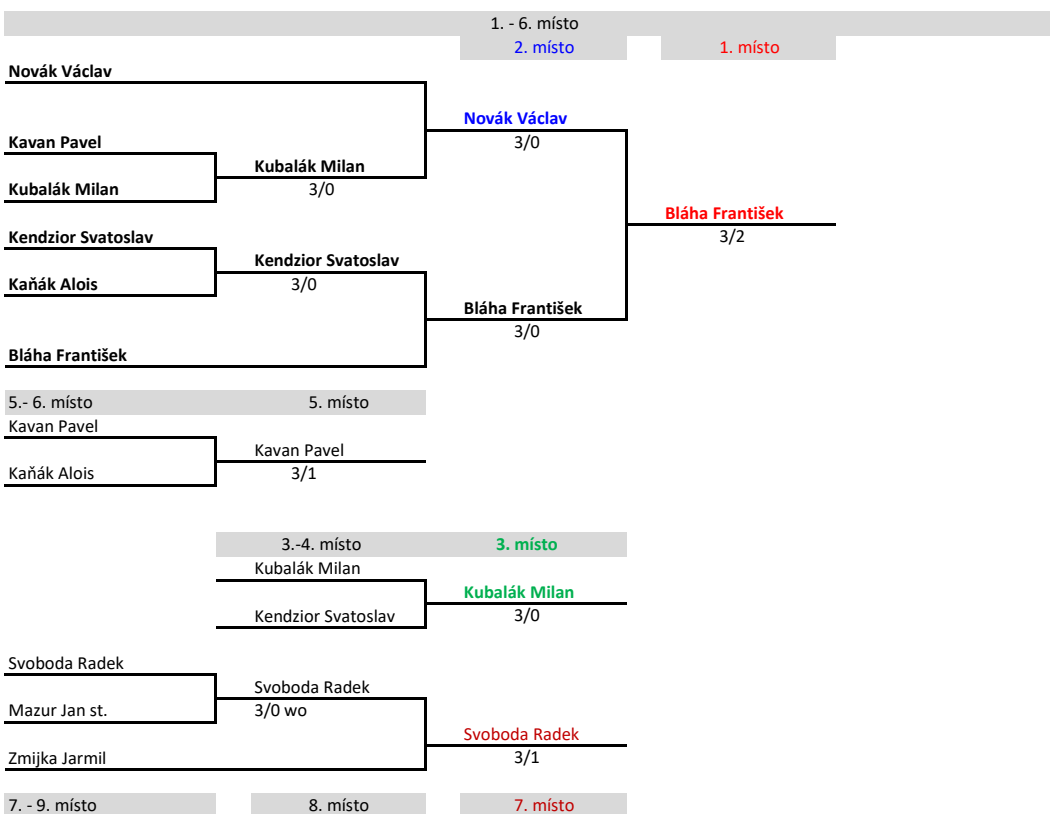 1. - 6. místo
2. místo 1. místo
Novák Václav
Novák Václav
3/0
Kavan Pavel
Kubalák Milan
3/0
Kubalák Milan
Bláha František
3/2
Kendzior Svatoslav
Kendzior Svatoslav
3/0
Kaňák Alois
Bláha František
3/0
Bláha František
5.- 6. místo 5. místo
Kavan Pavel
Kavan Pavel
3/1
Kaňák Alois
3.-4. místo 3. místo
Kubalák Milan
Kubalák Milan
3/0
Kendzior Svatoslav
Svoboda Radek
Svoboda Radek
3/0 wo
Mazur Jan st.
Svoboda Radek
3/1
Zmijka Jarmil
7. - 9. místo 8. místo 7. místo